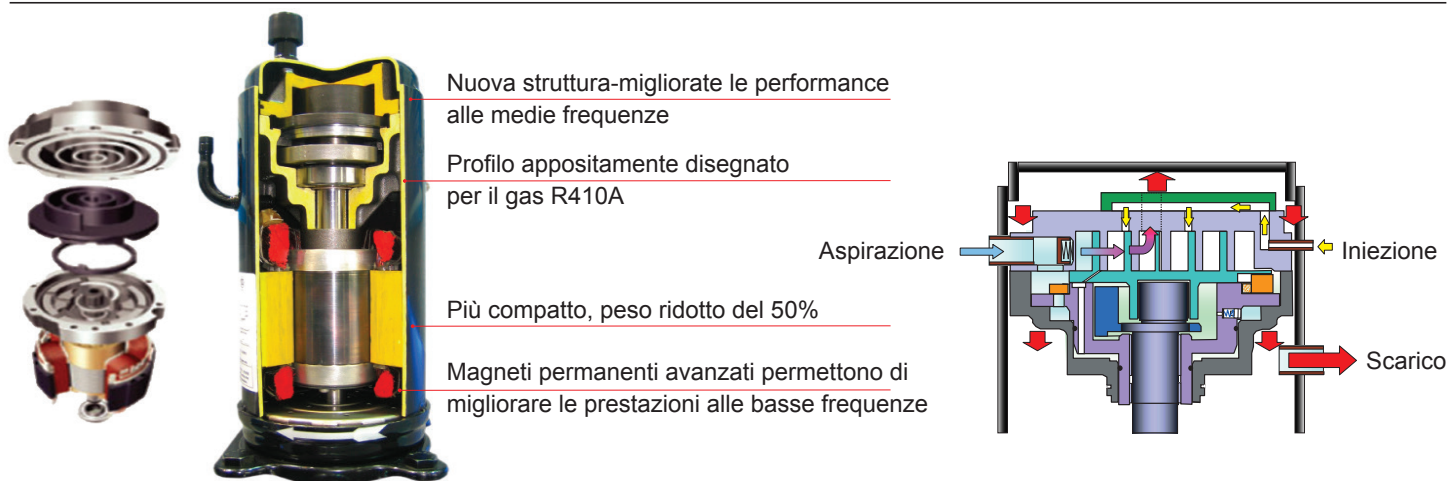 Nuova struttura-migliorate le performance
alle medie frequenze
Profilo appositamente disegnato
per il gas R410A
Più compatto, peso ridotto del 50%
Magneti permanenti avanzati permettono di
migliorare le prestazioni alle basse frequenze
Aspirazione
Iniezione
Scarico